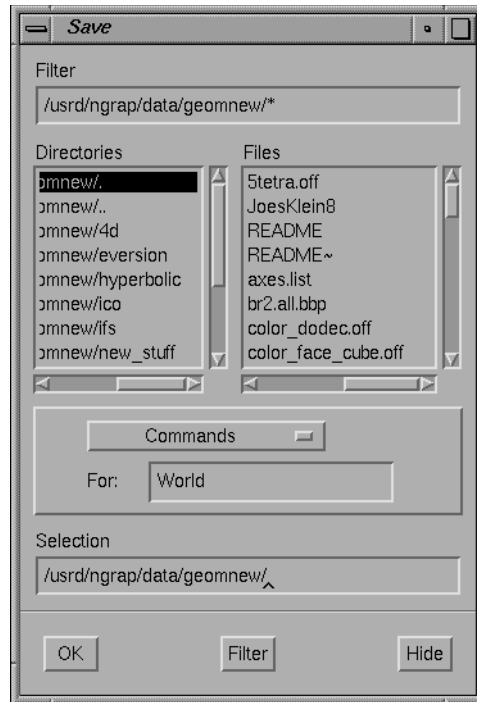 Save
Filter
/usrd/ngrap/data/geomnew/*
Directories
omnew/.
omnew/..
omnew/4d
omnew/eversion
omnew/hyperbolic
omnew/ico
omnew/ifs
omnew/new_stuff
Files
5tetra.off
JoesKlein8
README
README~
axes.list
br2.all.bbp
color_dodec.off
color_face_cube.off
Commands
For: World
Selection
/usrd/ngrap/data/geomnew/
OK Filter Hide